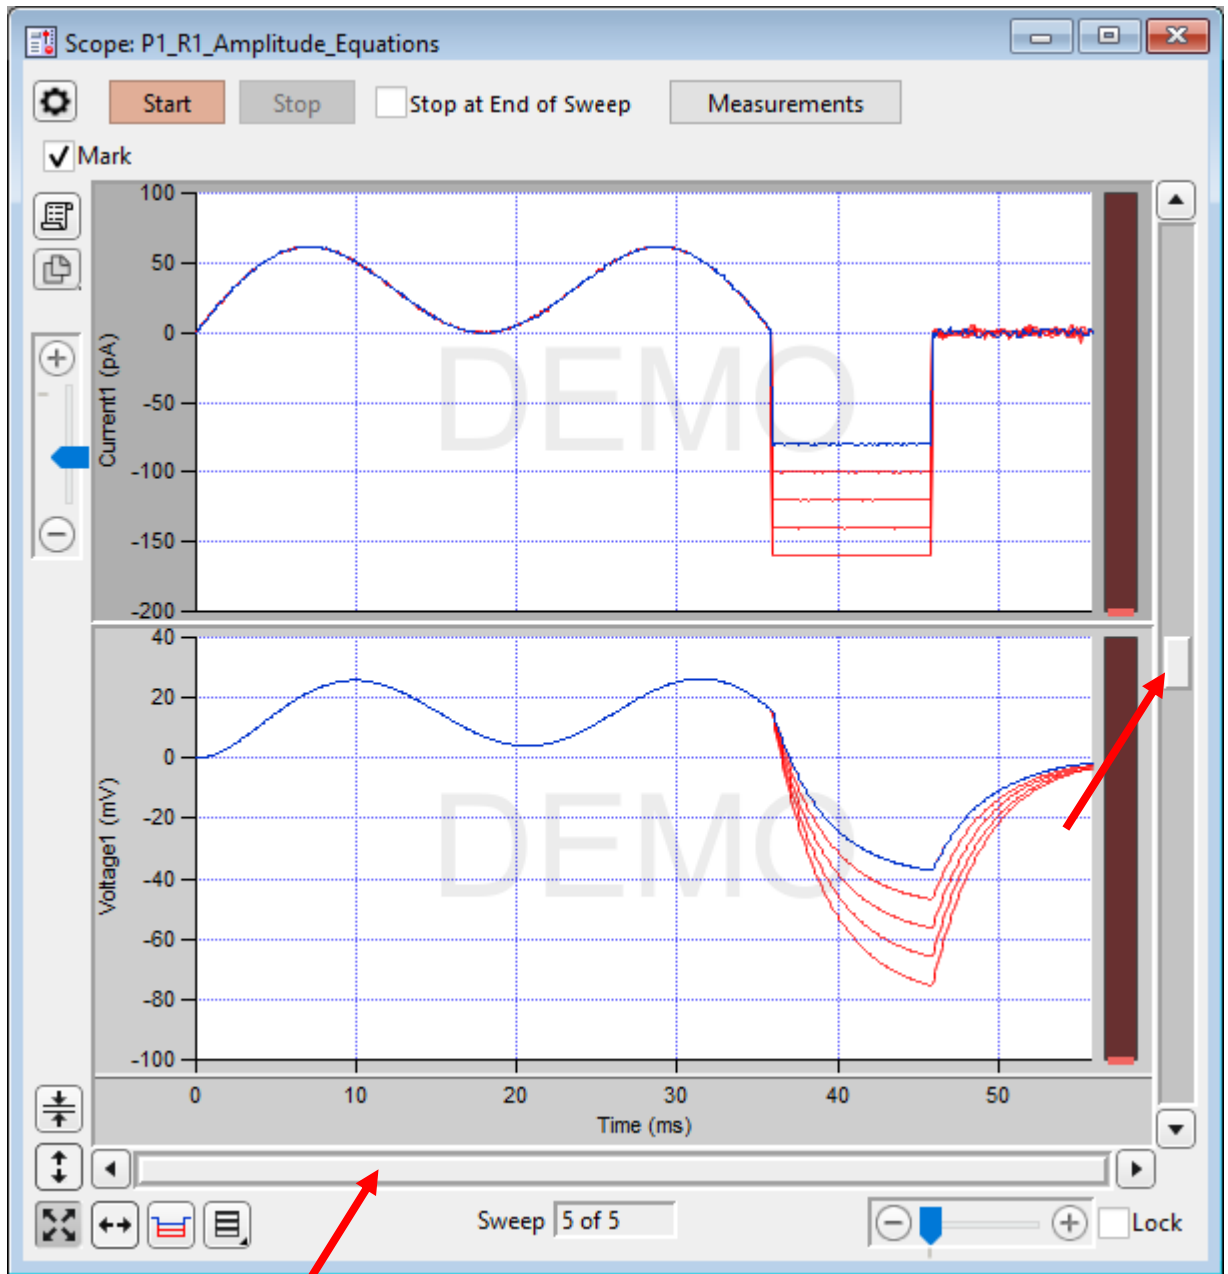 Scope: P1_R1_Amplitude_Equations
Start Stop Stop at End of Sweep Measurements
Mark
100
50
0
-50
-100
-150
-200
Current1 (pA)
DEMO
40
20
0
-20
-40
-60
-80
-100
Voltage1 (mV)
DEMO
0 10 20 30 40 50
Time (ms)
Sweep 5 of 5 Lock